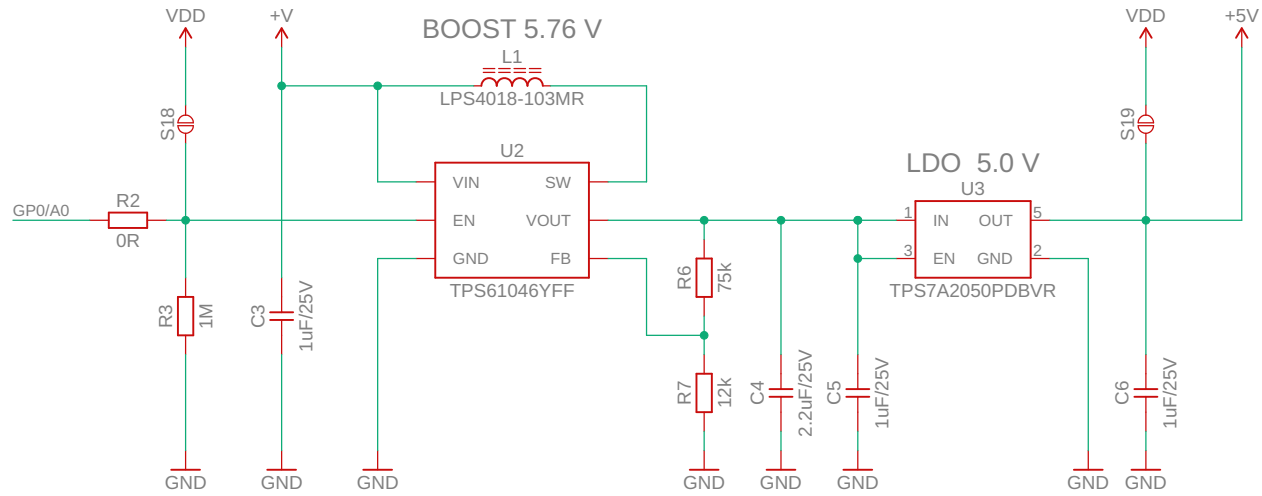 VDD
+V
BOOST 5.76 V
L1
LPS4018-103MR
VDD
+5V
S18
S19
U2
LDO 5.0 V
U3
GP0/A0
R2
0R
VIN
SW
EN
VOUT
GND
FB
TPS61046YFF
1
IN
OUT
5
3
EN
GND
2
TPS7A2050PDBVR
R3
1M
C3
1uF/25V
R6
75k
R7
12k
C4
2.2uF/25V
C5
1uF/25V
C6
1uF/25V
GND
GND
GND
GND
GND
GND
GND
GND